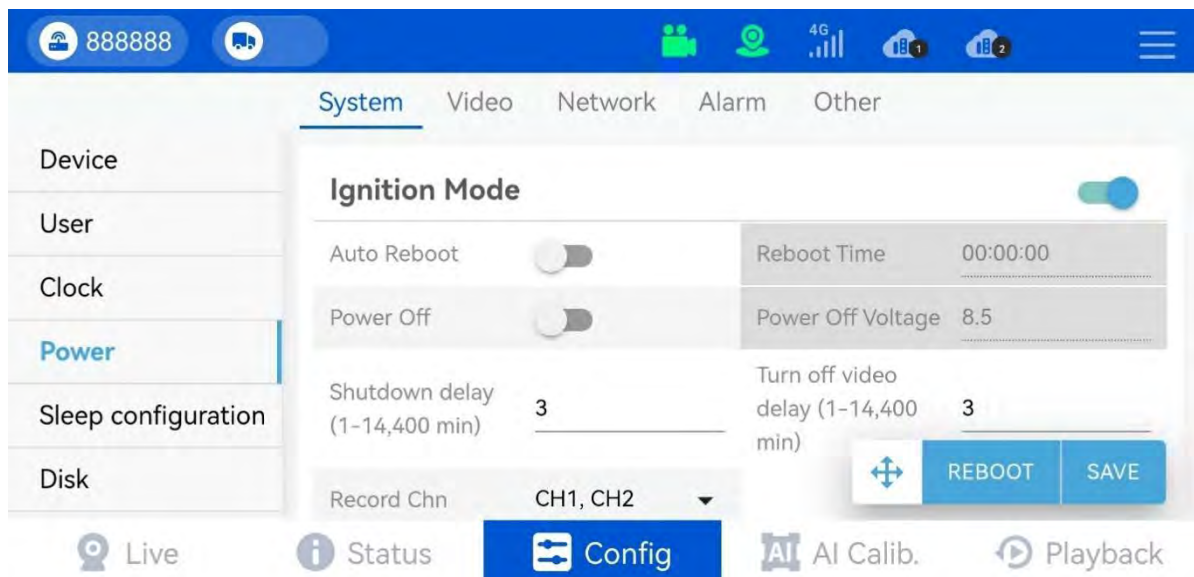 888888
4G
1
2
System Video Network Alarm Other
Device
User
Clock
Power
Sleep configuration
Disk
Ignition Mode
Auto Reboot
Reboot Time 00:00:00
Power Off
Power Off Voltage 8.5
Shutdown delay
(1-14,400 min)
3
Turn off video
delay (1-14,400
min)
3
Record Chn CH1, CH2
REBOOT SAVE
Live Status Config AI AI Calib. Playback